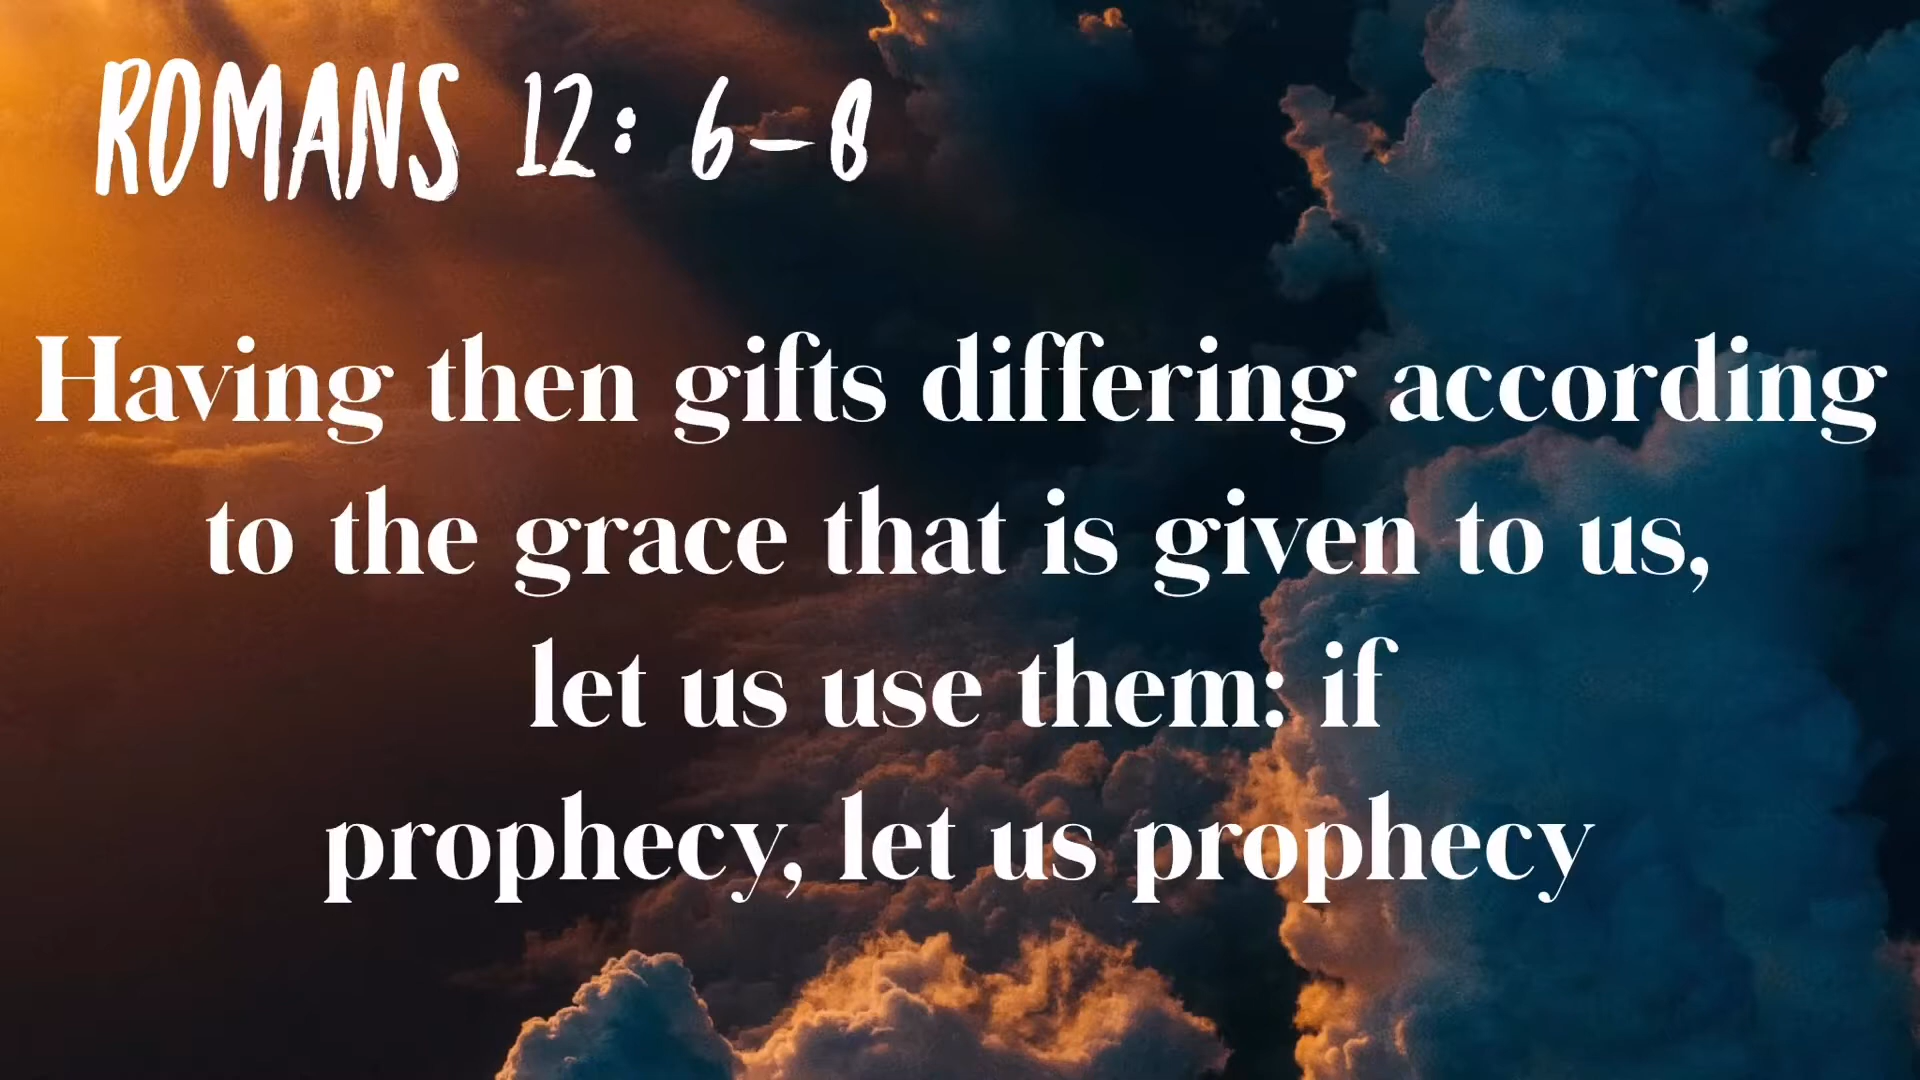 ROMANS 12: 6-8
Having then gifts differing according
to the grace that is given to us,
let us use them: if
prophecy, let us prophecy